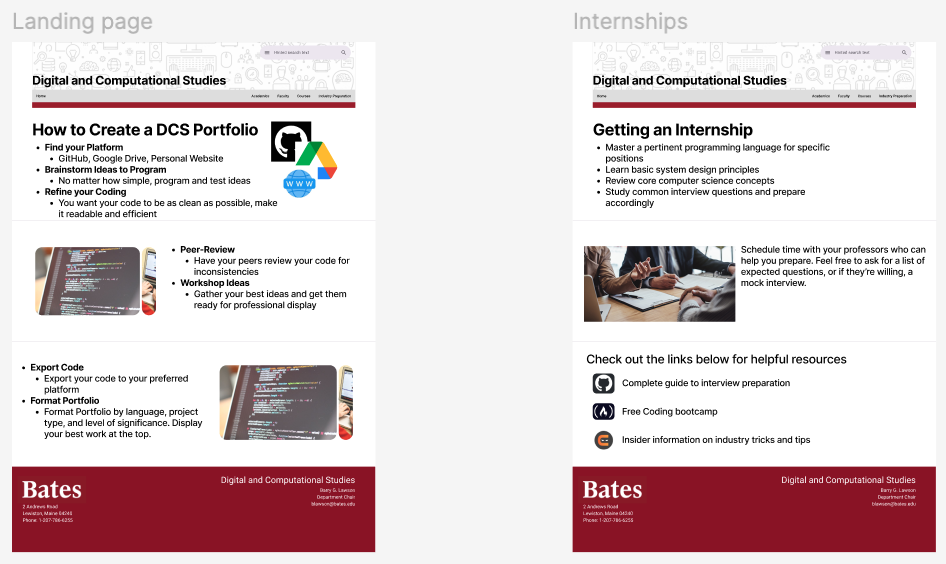 Landing page
Hinted search text
Digital and Computational Studies
Home Academics Faculty Courses Industry Preparation
How to Create a DCS Portfolio
• Find your Platform
• GitHub, Google Drive, Personal Website
• Brainstorm Ideas to Program
• No matter how simple, program and test ideas
• Refine your Coding
• You want your code to be as clean as possible, make
it readable and efficient
WWW
• Peer-Review
• Have your peers review your code for
inconsistencies
• Workshop Ideas
• Gather your best ideas and get them
ready for professional display
• Export Code
• Export your code to your preferred
platform
• Format Portfolio
• Format Portfolio by language, project
type, and level of significance. Display
your best work at the top.
Bates
2 Andrews Road
Lewiston, Maine 04240
Phone: 1-207-786-6255
Digital and Computational Studies
Barry G. Lawson
Department Chair
blawson@bates.edu
Internships
Hinted search text
Digital and Computational Studies
Home Academics Faculty Courses Industry Preparation
Getting an Internship
• Master a pertinent programming language for specific
positions
• Learn basic system design principles
• Review core computer science concepts
• Study common interview questions and prepare
accordingly
Schedule time with your professors who can
help you prepare. Feel free to ask for a list of
expected questions, or if they're willing, a
mock interview.
Check out the links below for helpful resources
Complete guide to interview preparation
Free Coding bootcamp
Insider information on industry tricks and tips
Bates
2 Andrews Road
Lewiston, Maine 04240
Phone: 1-207-786-6255
Digital and Computational Studies
Barry G. Lawson
Department Chair
blawson@bates.edu